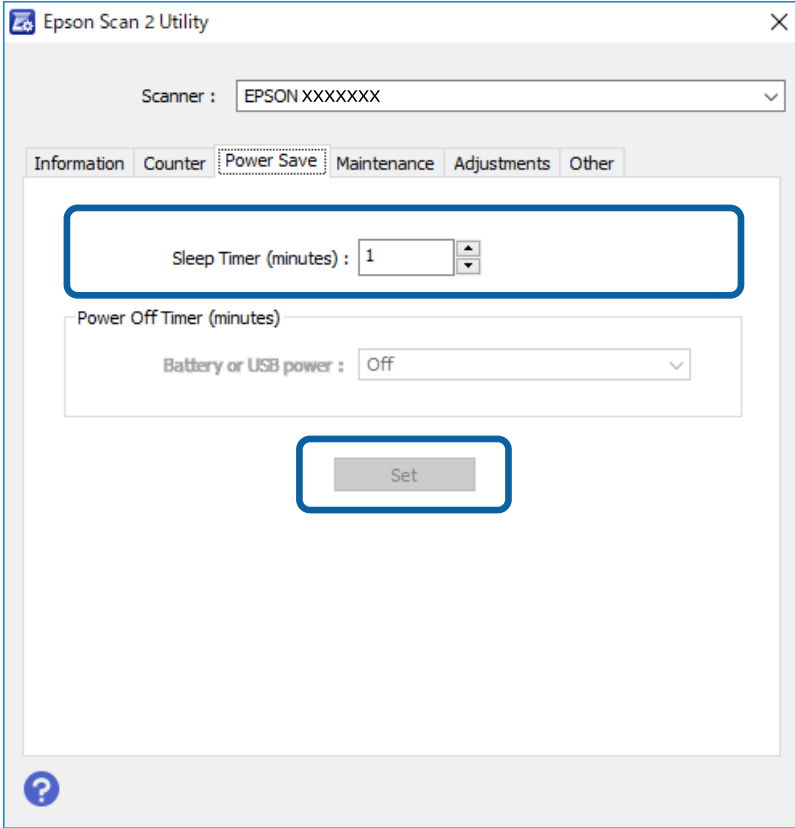 Epson Scan 2 Utility
Scanner : EPSON XXXXXXX
Information Counter Power Save Maintenance Adjustments Other
Sleep Timer (minutes) : 1
Power Off Timer (minutes)
Battery or USB power : Off
Set
?